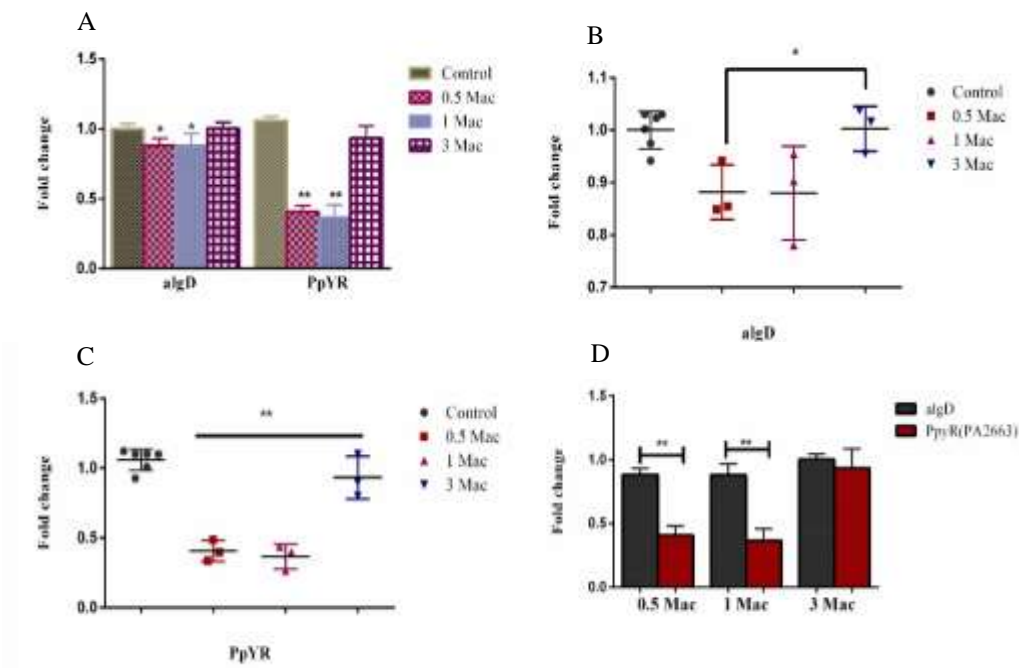 A
1.5
1.0
0.5
0.0
Fold change
* *
** **
algD PpYR
Control
0.5 Mac
1 Mac
3 Mac
B
1.1
1.0
0.9
0.8
0.7
Fold change
*
algD
Control
0.5 Mac
1 Mac
3 Mac
C
1.5
1.0
0.5
0.0
Fold change
**
PpYR
Control
0.5 Mac
1 Mac
3 Mac
D
1.5
1.0
0.5
0.0
Fold change
** **
0.5 Mac 1 Mac 3 Mac
algD
PpyR(PA2663)